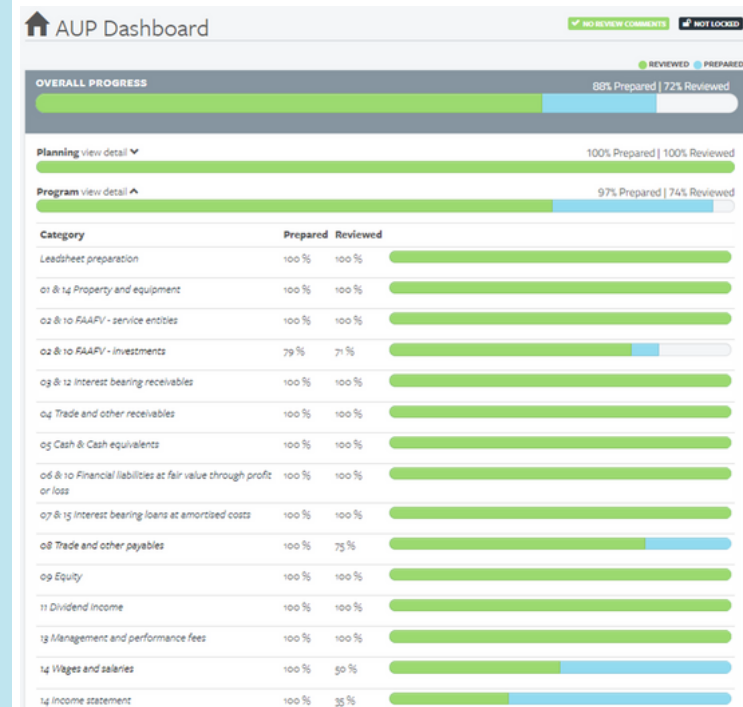 AUP Dashboard
NO REVIEW COMMENTS NOT LOCKED
REVIEWED PREPARED
OVERALL PROGRESS 88% Prepared | 72% Reviewed
Planning view detail 100% Prepared | 100% Reviewed
Program view detail 97% Prepared | 74% Reviewed
Category Prepared Reviewed
Leadsheet preparation 100 % 100 %
01 & 14 Property and equipment 100 % 100 %
02 & 10 FAAFV - service entities 100 % 100 %
02 & 10 FAAFV - investments 79 % 71 %
03 & 12 Interest bearing receivables 100 % 100 %
04 Trade and other receivables 100 % 100 %
05 Cash & Cash equivalents 100 % 100 %
06 & 10 Financial liabilities at fair value through profit 100 % 100 %
or loss
07 & 15 Interest bearing loans at amortised costs 100 % 100 %
08 Trade and other payables 100 % 75 %
09 Equity 100 % 100 %
11 Dividend income 100 % 100 %
13 Management and performance fees 100 % 100 %
14 Wages and salaries 100 % 50 %
14 Income statement 100 % 35 %